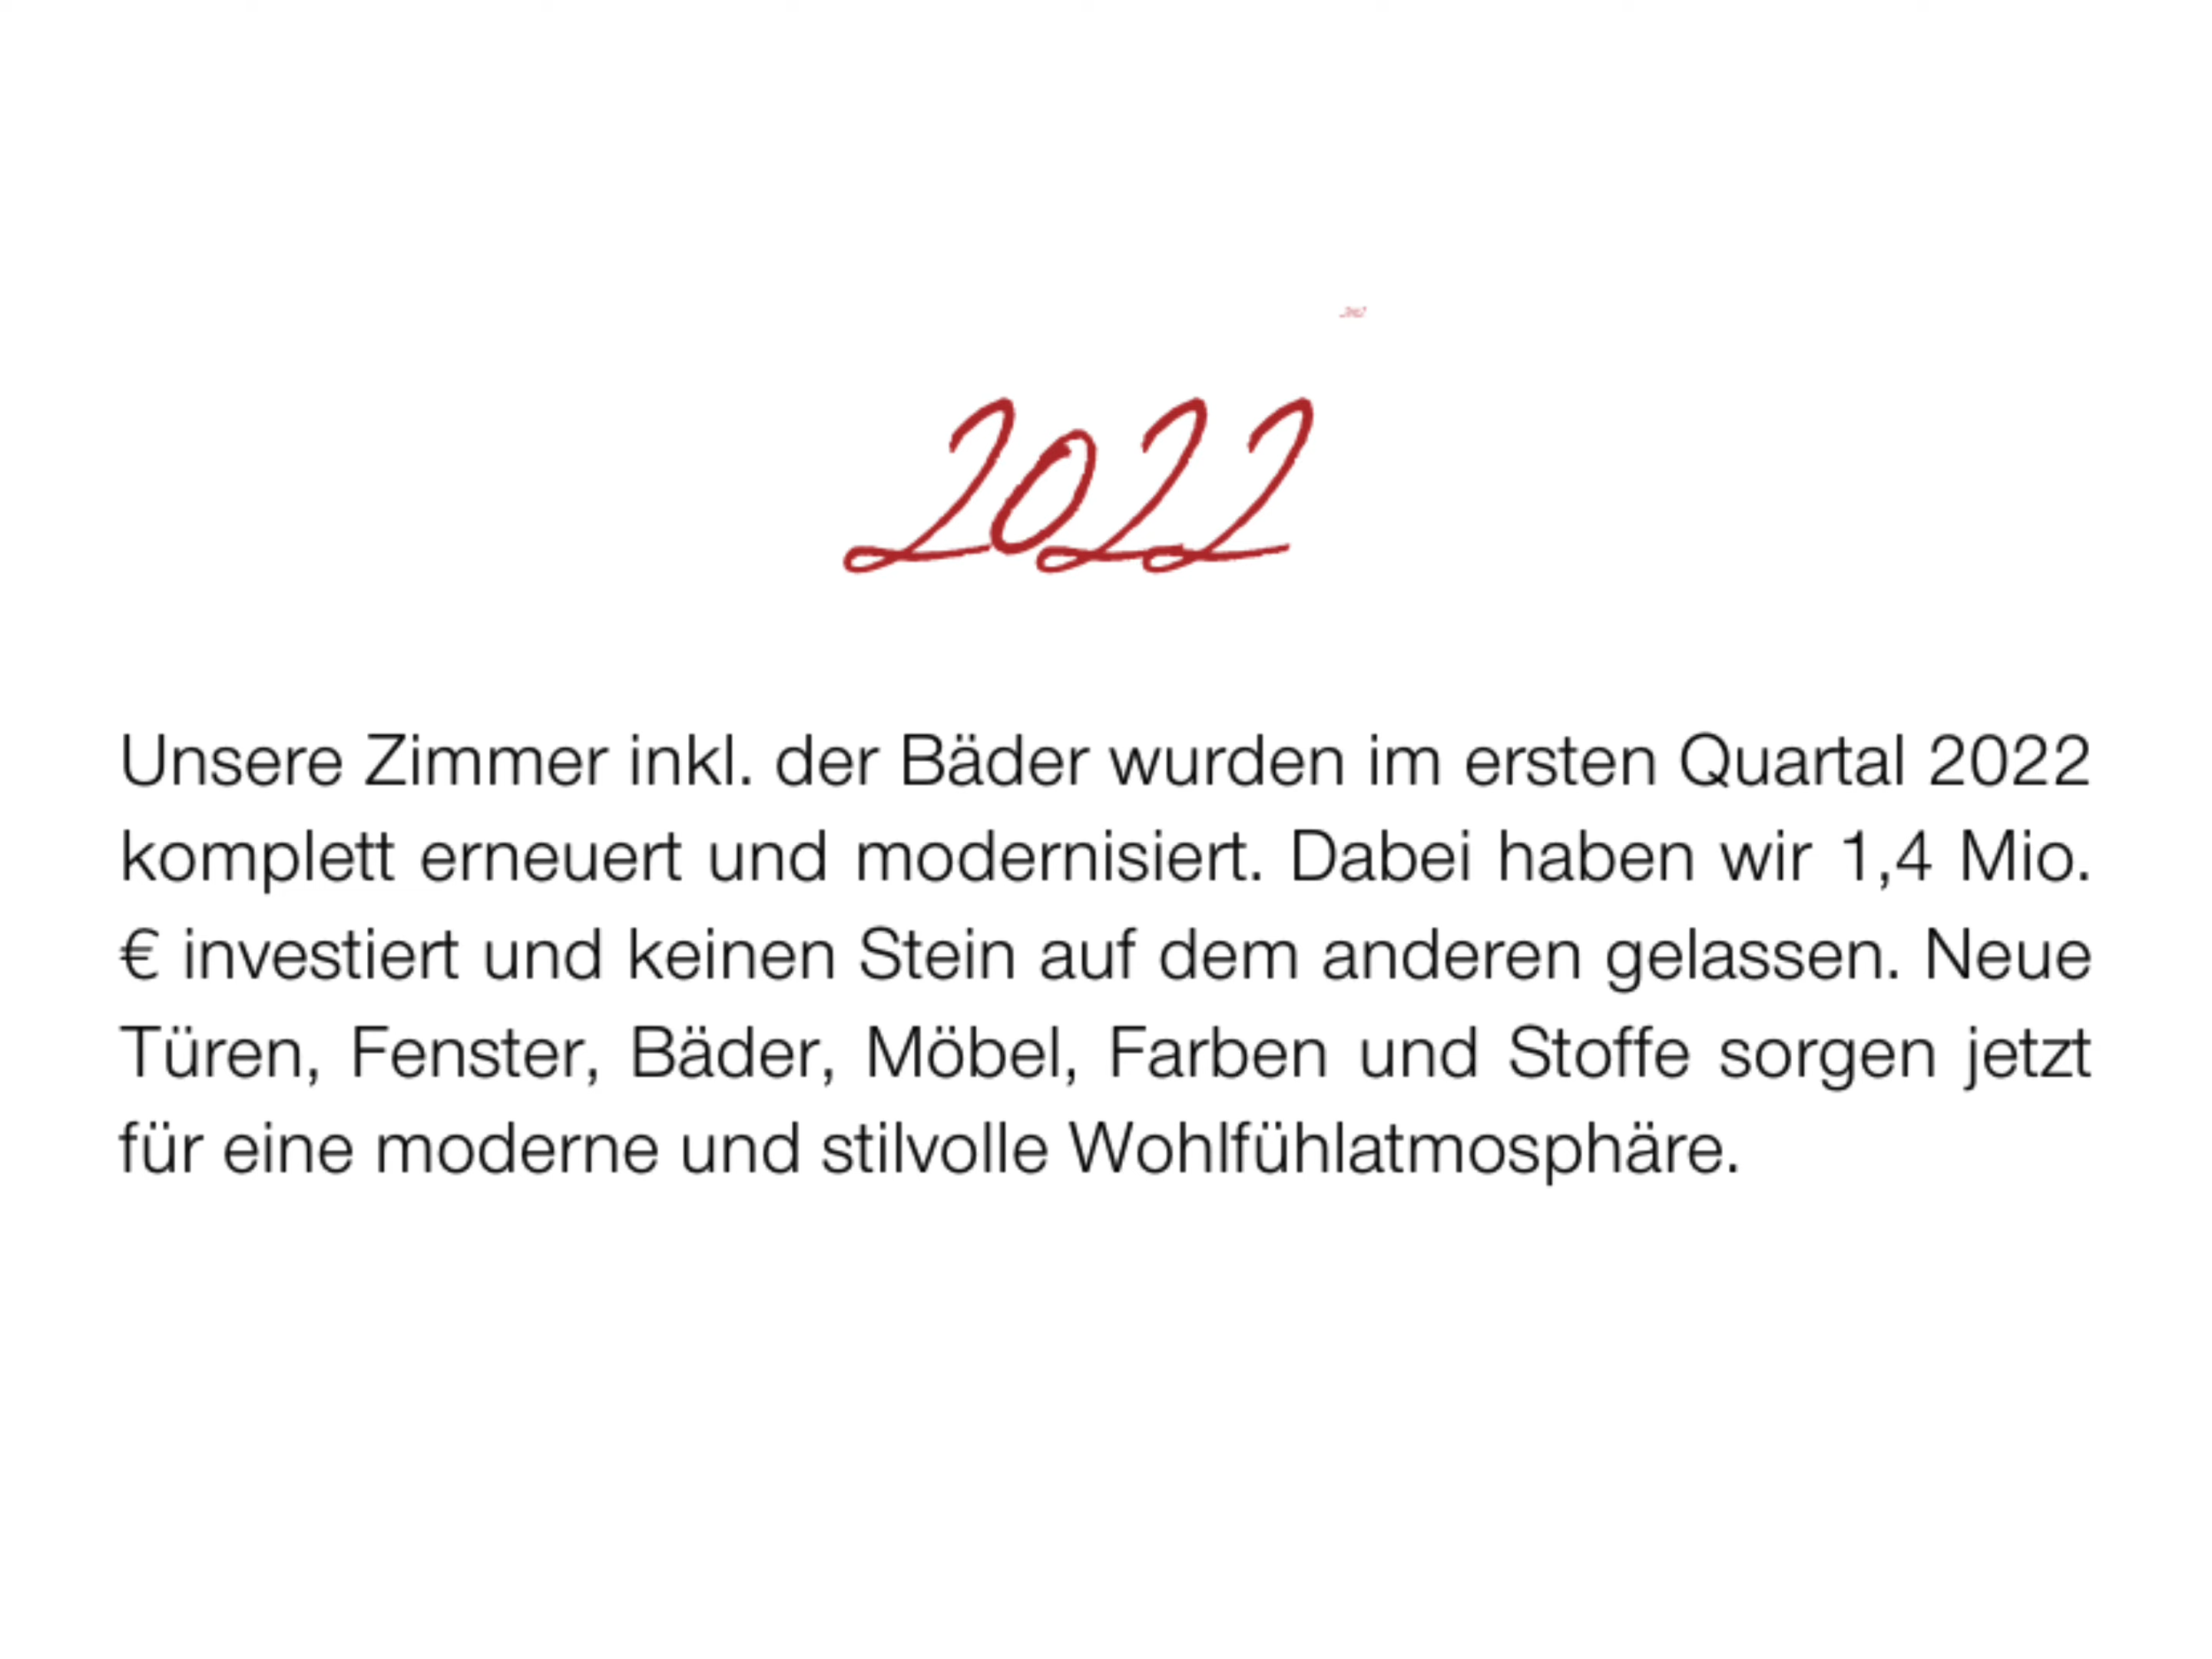 2022
Unsere Zimmer inkl. der Bäder wurden im ersten Quartal 2022
komplett erneuert und modernisiert. Dabei haben wir 1,4 Mio.
€ investiert und keinen Stein auf dem anderen gelassen. Neue
Türen, Fenster, Bäder, Möbel, Farben und Stoffe sorgen jetzt
für eine moderne und stilvolle Wohlfühlatmosphäre.